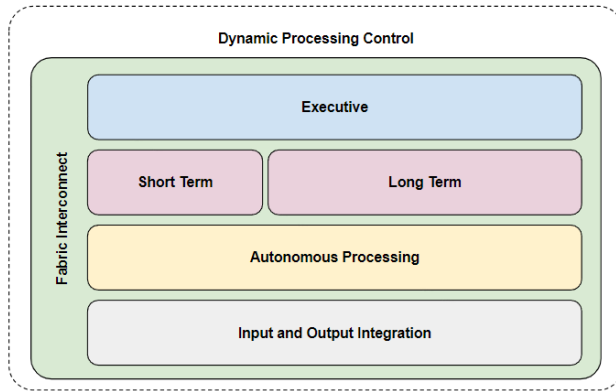 Dynamic Processing Control
Fabric Interconnect
Executive
Short Term
Long Term
Autonomous Processing
Input and Output Integration